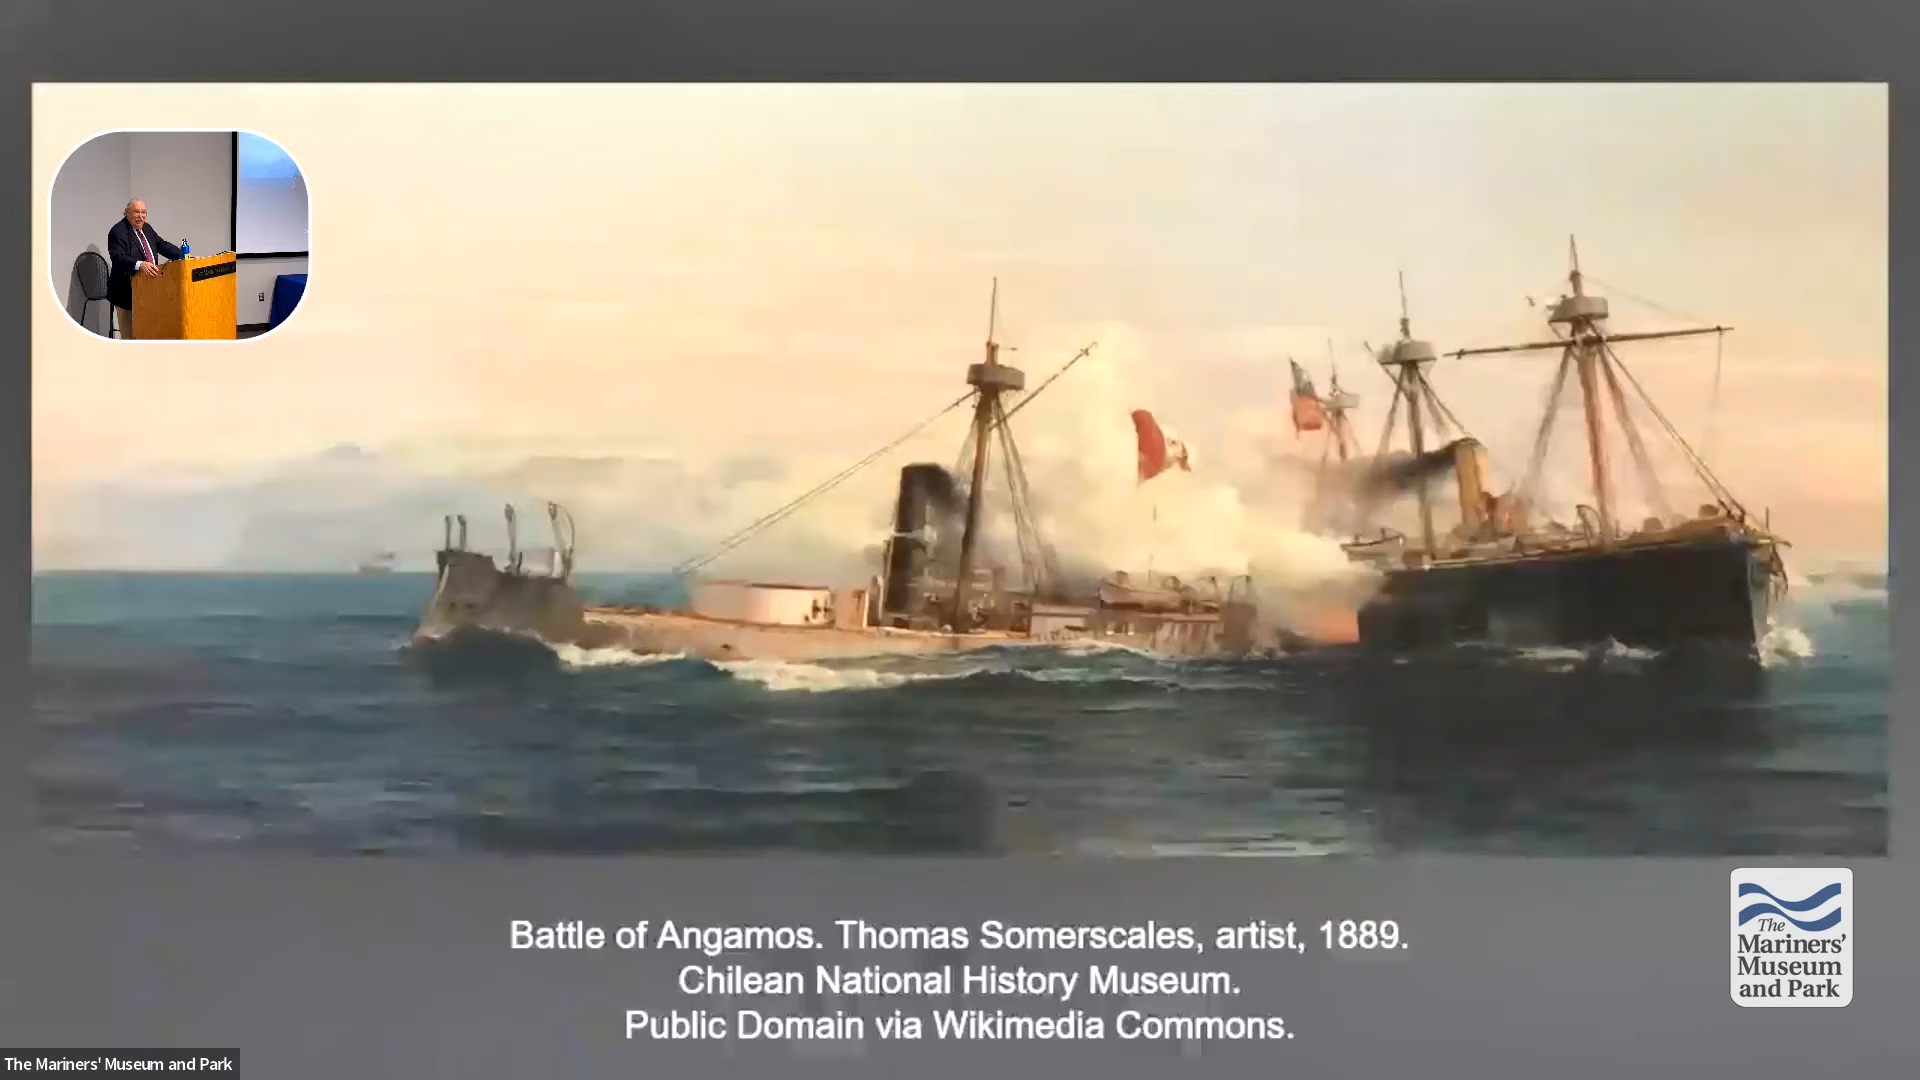 Battle of Angamos. Thomas Somerscales, artist, 1889.
Chilean National History Museum.
Public Domain via Wikimedia Commons.
The
Mariners'
Museum
and Park
The Mariners' Museum and Park